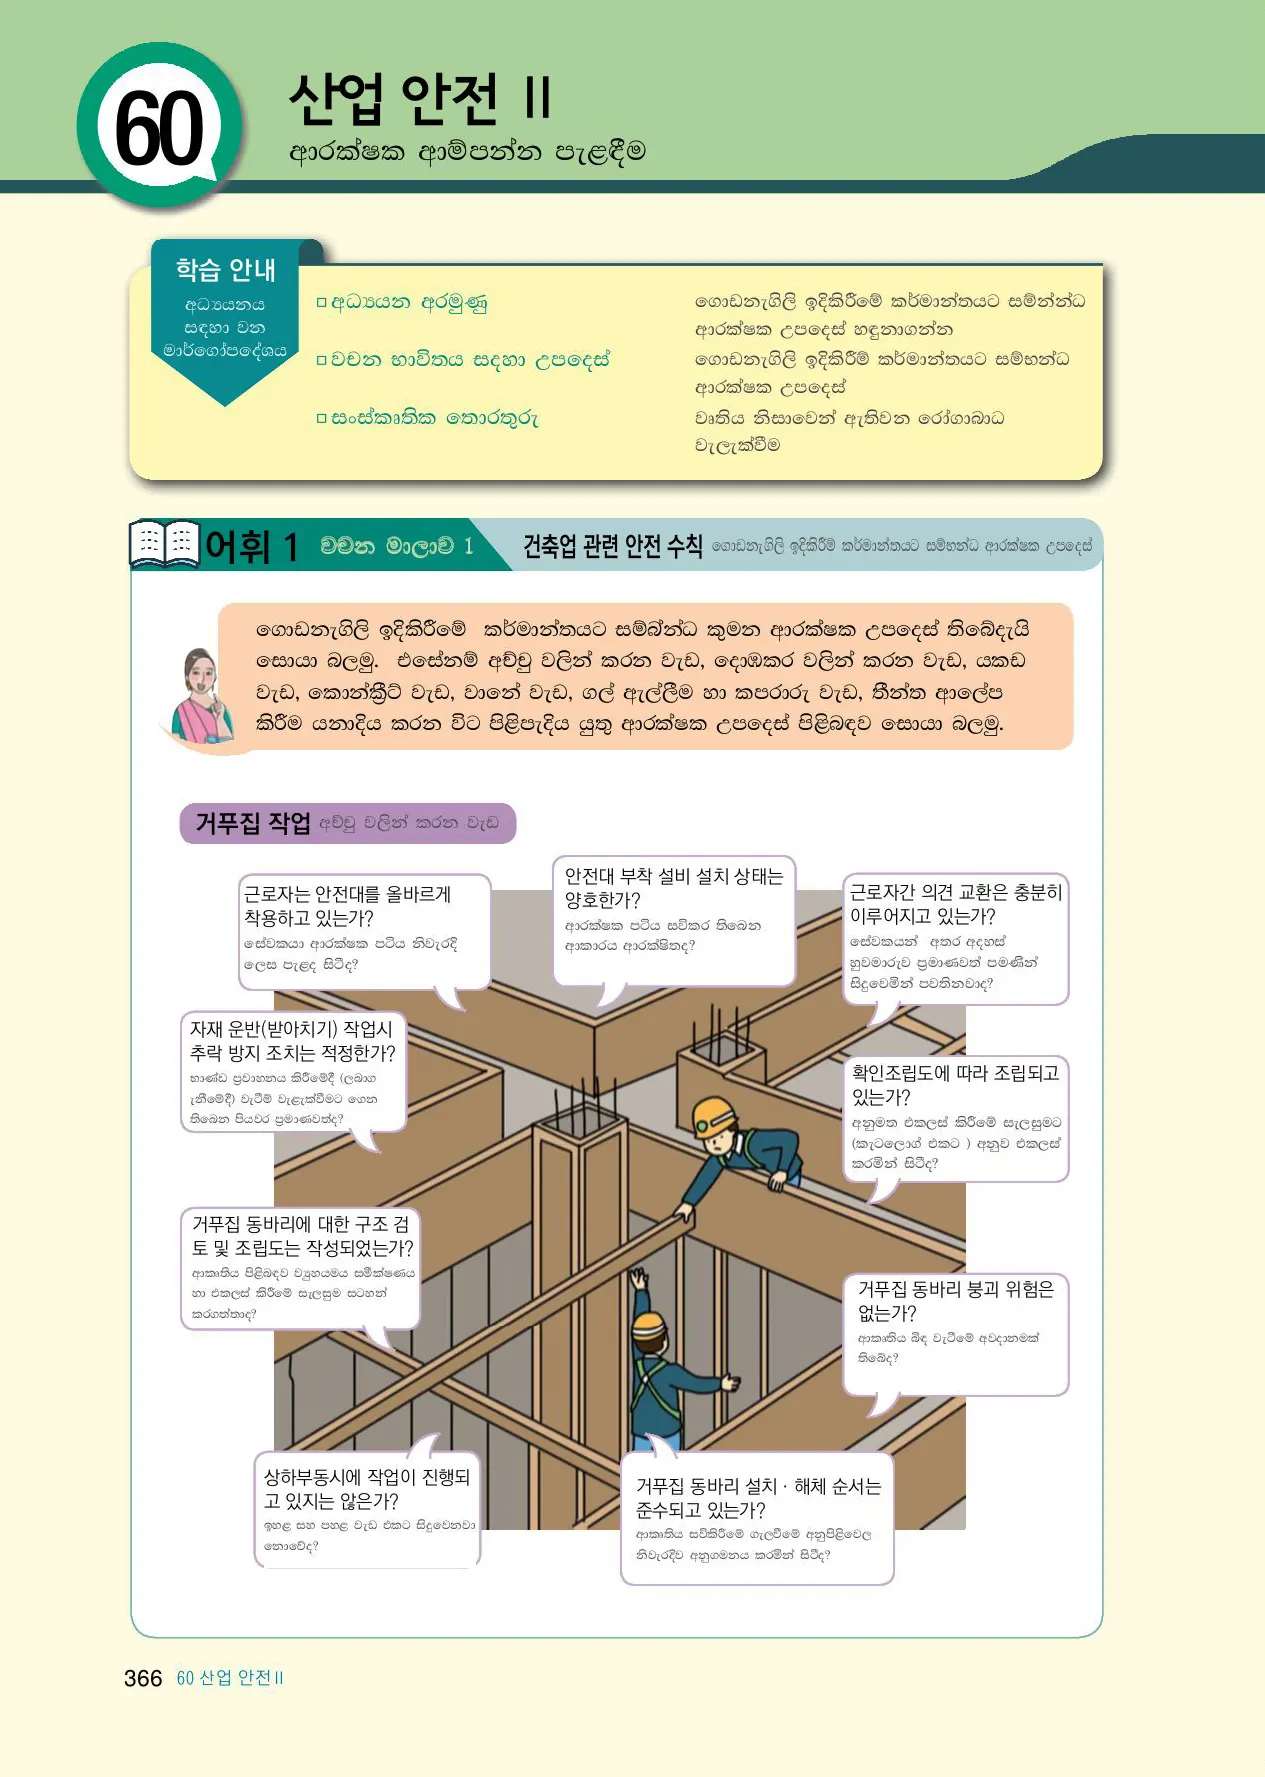 60
산업 안전 Ⅱ
ආරක්ෂක ආම්පන්න පැළඳීම
학습 안내
අධ්‍යයනය
සඳහා වන
මාර්ගෝපදේශය
□ අධ්‍යයන අරමුණු
ගොඩනැගිලි ඉදිකිරීමේ කර්මාන්තයට සම්න්න්ධ
ආරක්ෂක උපදෙස් හඳුනාගන්න
□ වචන භාවිතය සදහා උපදෙස්
ගොඩනැගිලි ඉදිකිරීම් කර්මාන්තයට සම්භන්ධ
ආරක්ෂක උපදෙස්
□ සංස්කෘතික තොරතුරු
වෘතිය නිසාවෙන් ඇතිවන රෝගාබාධ
වැලැක්වීම
어휘 1 වචන මාලාව 1 건축업 관련 안전 수칙 ගොඩනැගිලි ඉදිකිරීම් කර්මාන්තයට සම්භන්ධ ආරක්ෂක උපදෙස්
ගොඩනැගිලි ඉදිකිරීමේ කර්මාන්තයට සම්බ්න්ධ කුමන ආරක්ෂක උපදෙස් තිබේදැයි
සොයා බලමු. එසේනම් අච්චු වලින් කරන වැඩ, දොඹකර වලින් කරන වැඩ, යකඩ
වැඩ, කොන්ක්‍රීට් වැඩ, වානේ වැඩ, ගල් ඇල්ලීම හා කපරාරු වැඩ, තීන්ත ආලේප
කිරීම යනාදිය කරන විට පිළිපැදිය යුතු ආරක්ෂක උපදෙස් පිළිබඳව සොයා බලමු.
거푸집 작업 අච්චු වලින් කරන වැඩ
근로자는 안전대를 올바르게
착용하고 있는가?
සේවකයා ආරක්ෂක පටිය නිවැරදි
ලෙස පැළද සිටීද?
안전대 부착 설비 설치 상태는
양호한가?
ආරක්ෂක පටිය සවිකර තිබෙන
ආකාරය ආරක්ෂිතද?
근로자간 의견 교환은 충분히
이루어지고 있는가?
සේවකයන් අතර අදහස්
හුවමාරුව ප්‍රමාණවත් පමණින්
සිදුවෙමින් පවතිනවාද?
자재 운반(받아치기) 작업시
추락 방지 조치는 적정한가?
භාණ්ඩ ප්‍රවාහනය කිරීමේදී (ලබාග
ැනීමේදී) වැටීම් වැළැක්වීමට ගෙන
තිබෙන පියවර ප්‍රමාණවත්ද?
확인조립도에 따라 조립되고
있는가?
අනුමත එකලස් කිරීමේ සැලසුමට
(කැටලොග් එකට ) අනුව එකලස්
කරමින් සිටීද?
거푸집 동바리에 대한 구조 검
토 및 조립도는 작성되었는가?
ආකෘතිය පිළිබඳව ව්‍යුහයමය සමීක්ෂණය
හා එකලස් කිරීමේ සැලසුම සටහන්
කරගත්තාද?
거푸집 동바리 붕괴 위험은
없는가?
ආකෘතිය බිඳ වැටීමේ අවදානමක්
තිබේද?
상하부동시에 작업이 진행되
고 있지는 않은가?
ඉහළ සහ පහළ වැඩ එකට සිදුවෙනවා
නොවේද?
거푸집 동바리 설치 · 해체 순서는
준수되고 있는가?
ආකෘතිය සවිකිරීමේ ගැලවීමේ අනුපිළිවෙල
නිවැරදිව අනුගමනය කරමින් සිටීද?
366 60 산업 안전Ⅱ